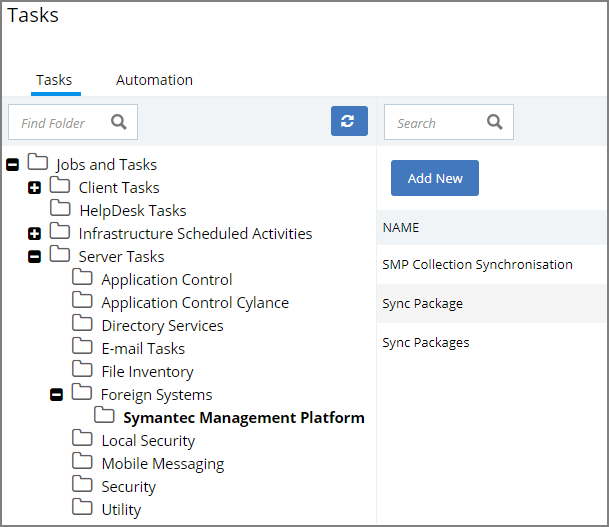 Tasks
Tasks
Automation
Find Folder
Search
Jobs and Tasks
Client Tasks
HelpDesk Tasks
Infrastructure Scheduled Activities
Server Tasks
Application Control
Application Control Cylance
Directory Services
E-mail Tasks
File Inventory
Foreign Systems
Symantec Management Platform
Local Security
Mobile Messaging
Security
Utility
Add New
NAME
SMP Collection Synchronisation
Sync Package
Sync Packages